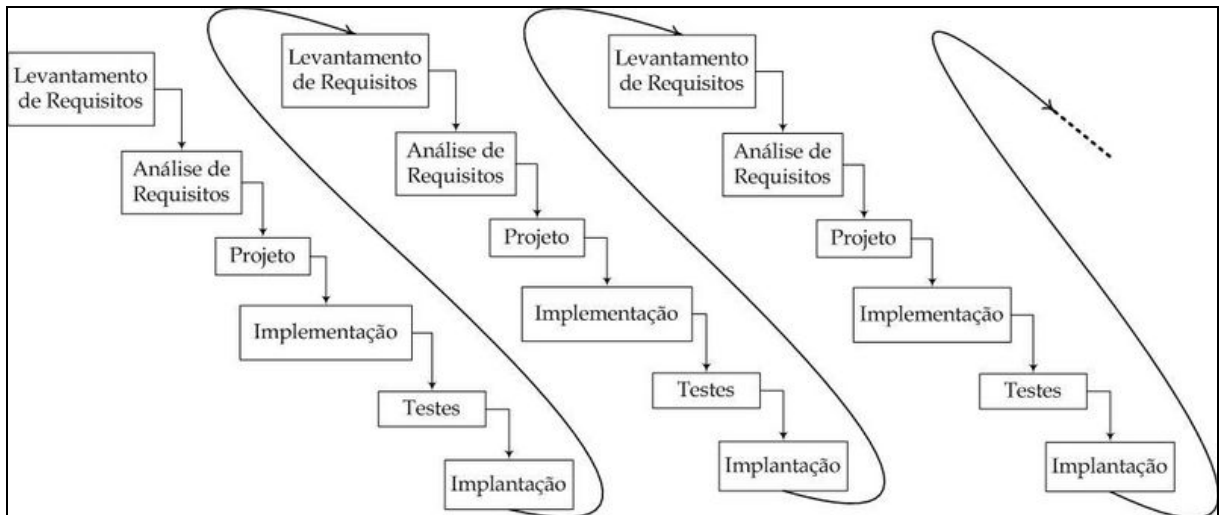 Levantamento
de Requisitos
Análise de
Requisitos
Projeto
Implementação
Testes
Implantação
Levantamento
de Requisitos
Análise de
Requisitos
Projeto
Implementação
Testes
Implantação
Levantamento
de Requisitos
Análise de
Requisitos
Projeto
Implementação
Testes
Implantação